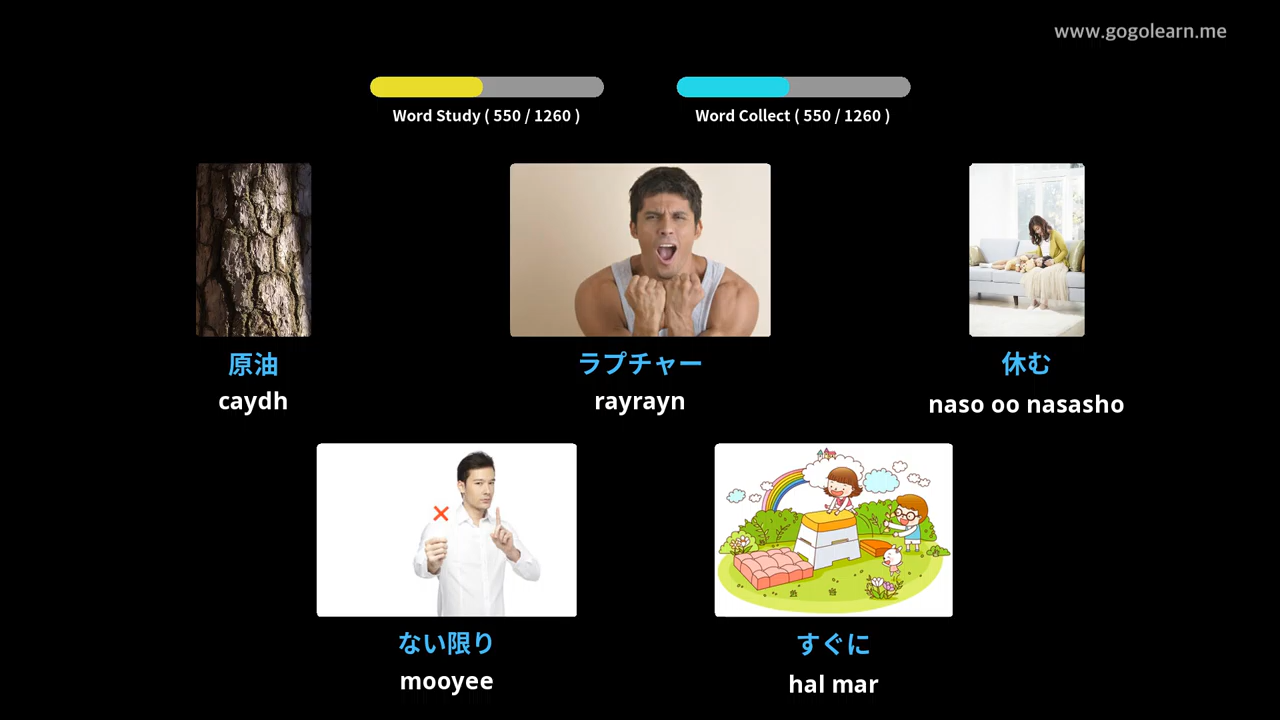 www.gogolearn.me
Word Study ( 550 / 1260 )
Word Collect ( 550 / 1260 )
原油
caydh
ラプチャー
rayrayn
休む
naso oo nasasho
ない限り
mooyee
すぐに
hal mar